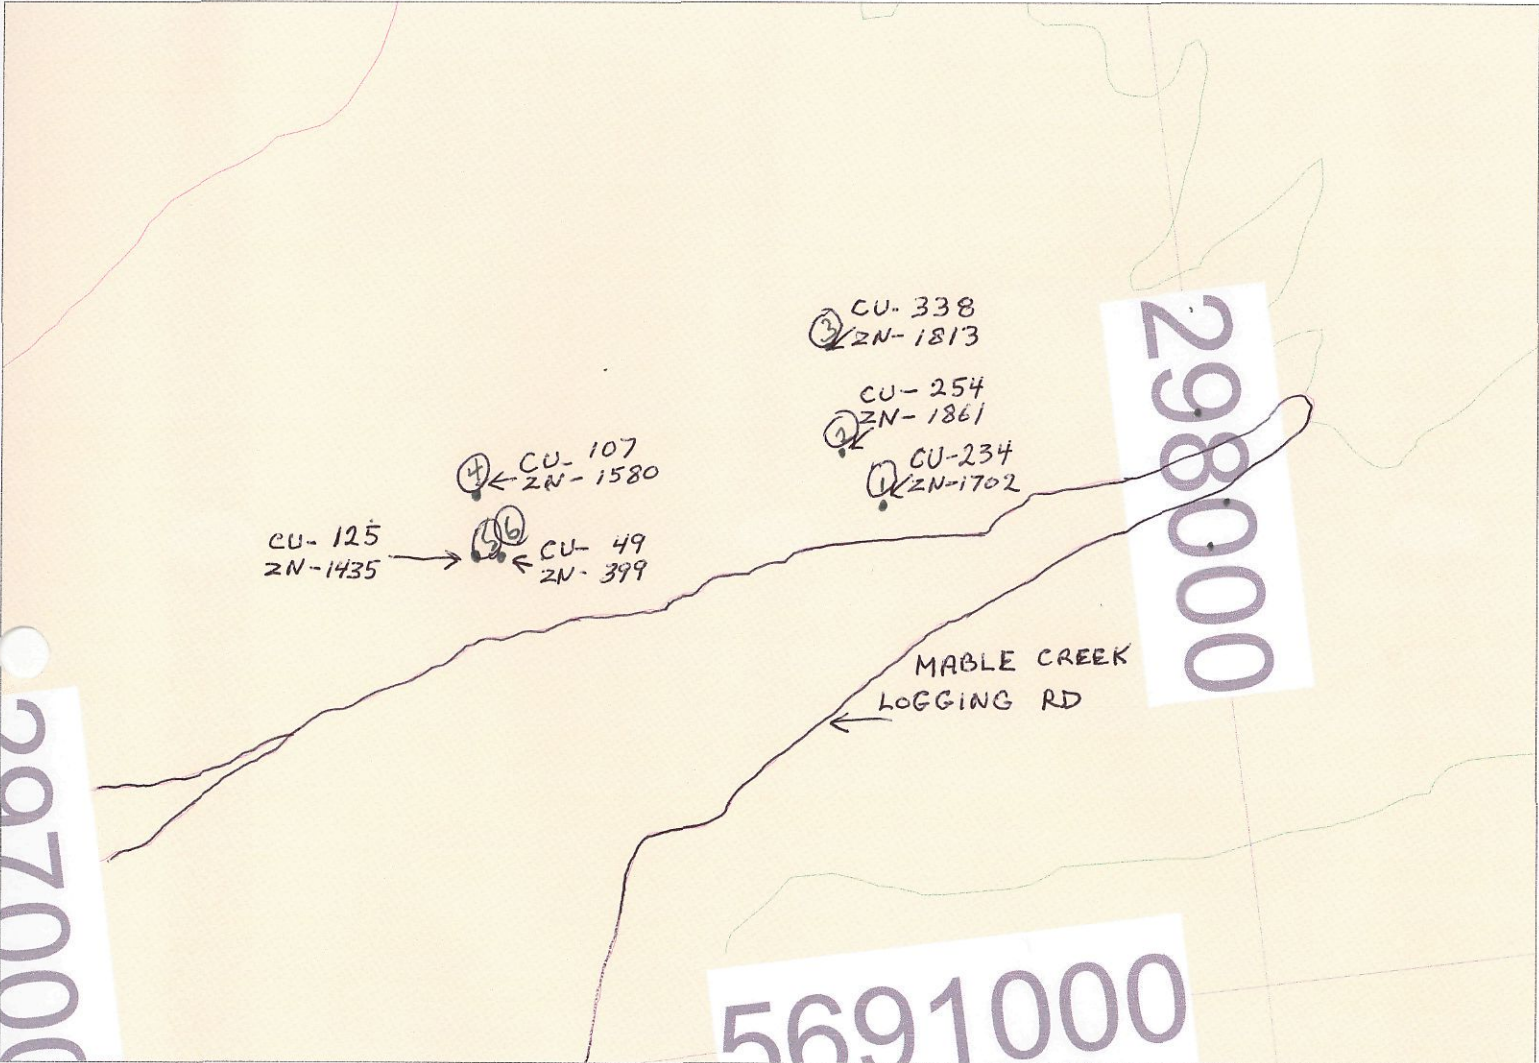 ③ CU- 338
ZN- 1813
CU- 254
② ZN- 1861
① CU-234
ZN-1702
④ CU- 107
ZN- 1580
⑤ ⑥
CU- 125
ZN-1435
CU- 49
ZN- 399
MABLE CREEK
LOGGING RD
298000
297000
5691000